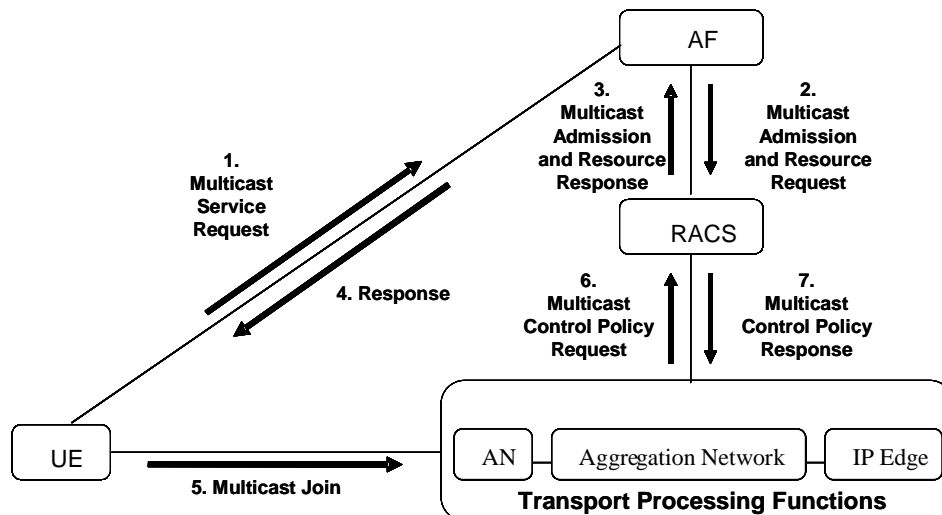 AF
3.
Multicast
Admission
and Resource
Response
2.
Multicast
Admission
and Resource
Request
1.
Multicast
Service
Request
RACS
4. Response
6.
Multicast
Control Policy
Request
7.
Multicast
Control Policy
Response
UE
AN
Aggregation Network
IP Edge
5. Multicast Join
Transport Processing Functions